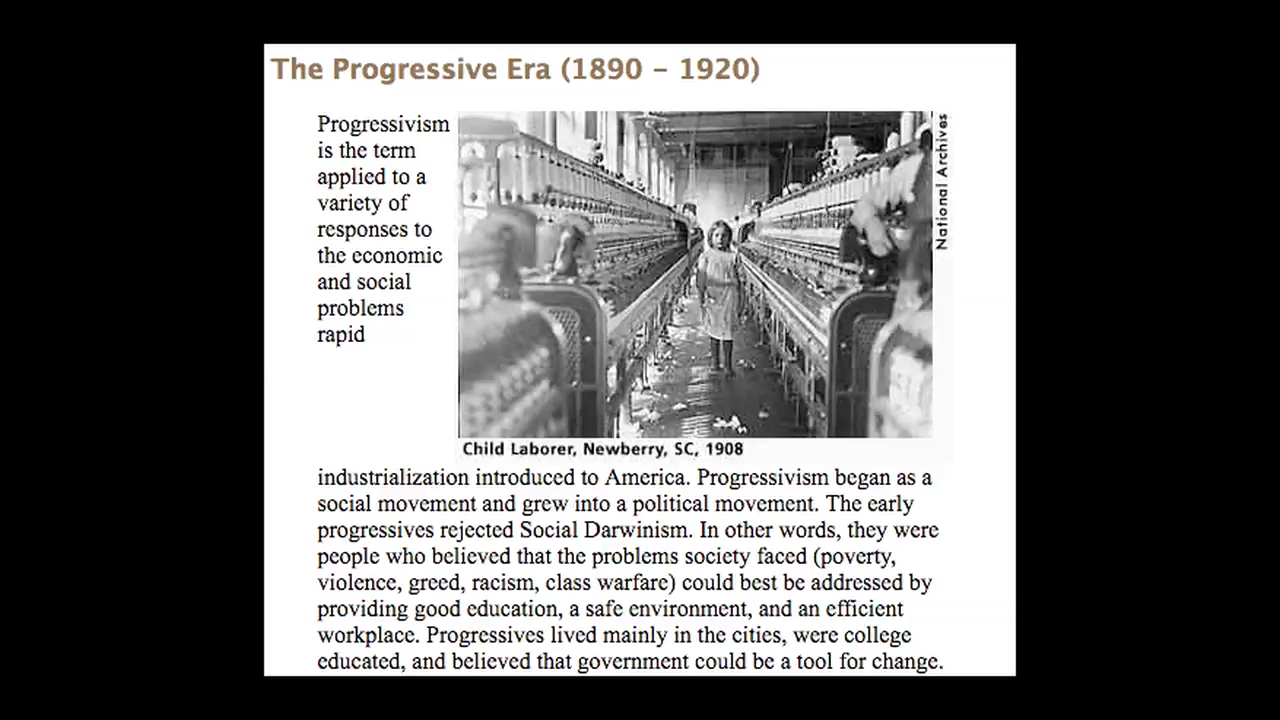 The Progressive Era (1890 – 1920)
Progressivism
is the term
applied to a
variety of
responses to
the economic
and social
problems
rapid
National Archives
Child Laborer, Newberry, SC, 1908
industrialization introduced to America. Progressivism began as a
social movement and grew into a political movement. The early
progressives rejected Social Darwinism. In other words, they were
people who believed that the problems society faced (poverty,
violence, greed, racism, class warfare) could best be addressed by
providing good education, a safe environment, and an efficient
workplace. Progressives lived mainly in the cities, were college
educated, and believed that government could be a tool for change.